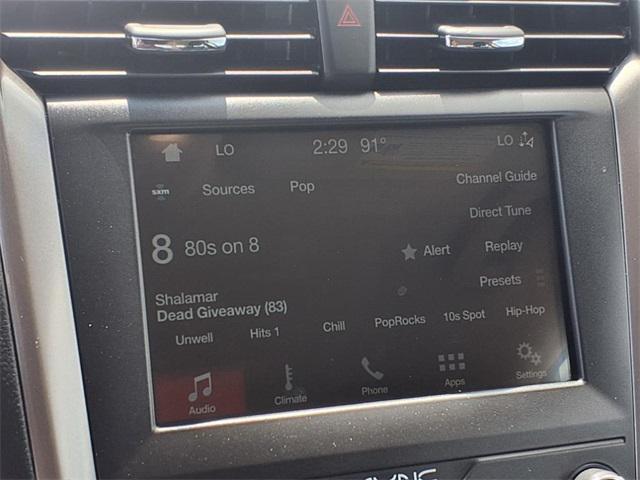 LO 2:29 91° LO
sxm Sources Pop Channel Guide
Direct Tune
8 80s on 8 Alert Replay
Presets
Shalamar
Dead Giveaway (83)
Unwell Hits 1 Chill PopRocks 10s Spot Hip-Hop
Audio Climate Phone Apps Settings
SYNC